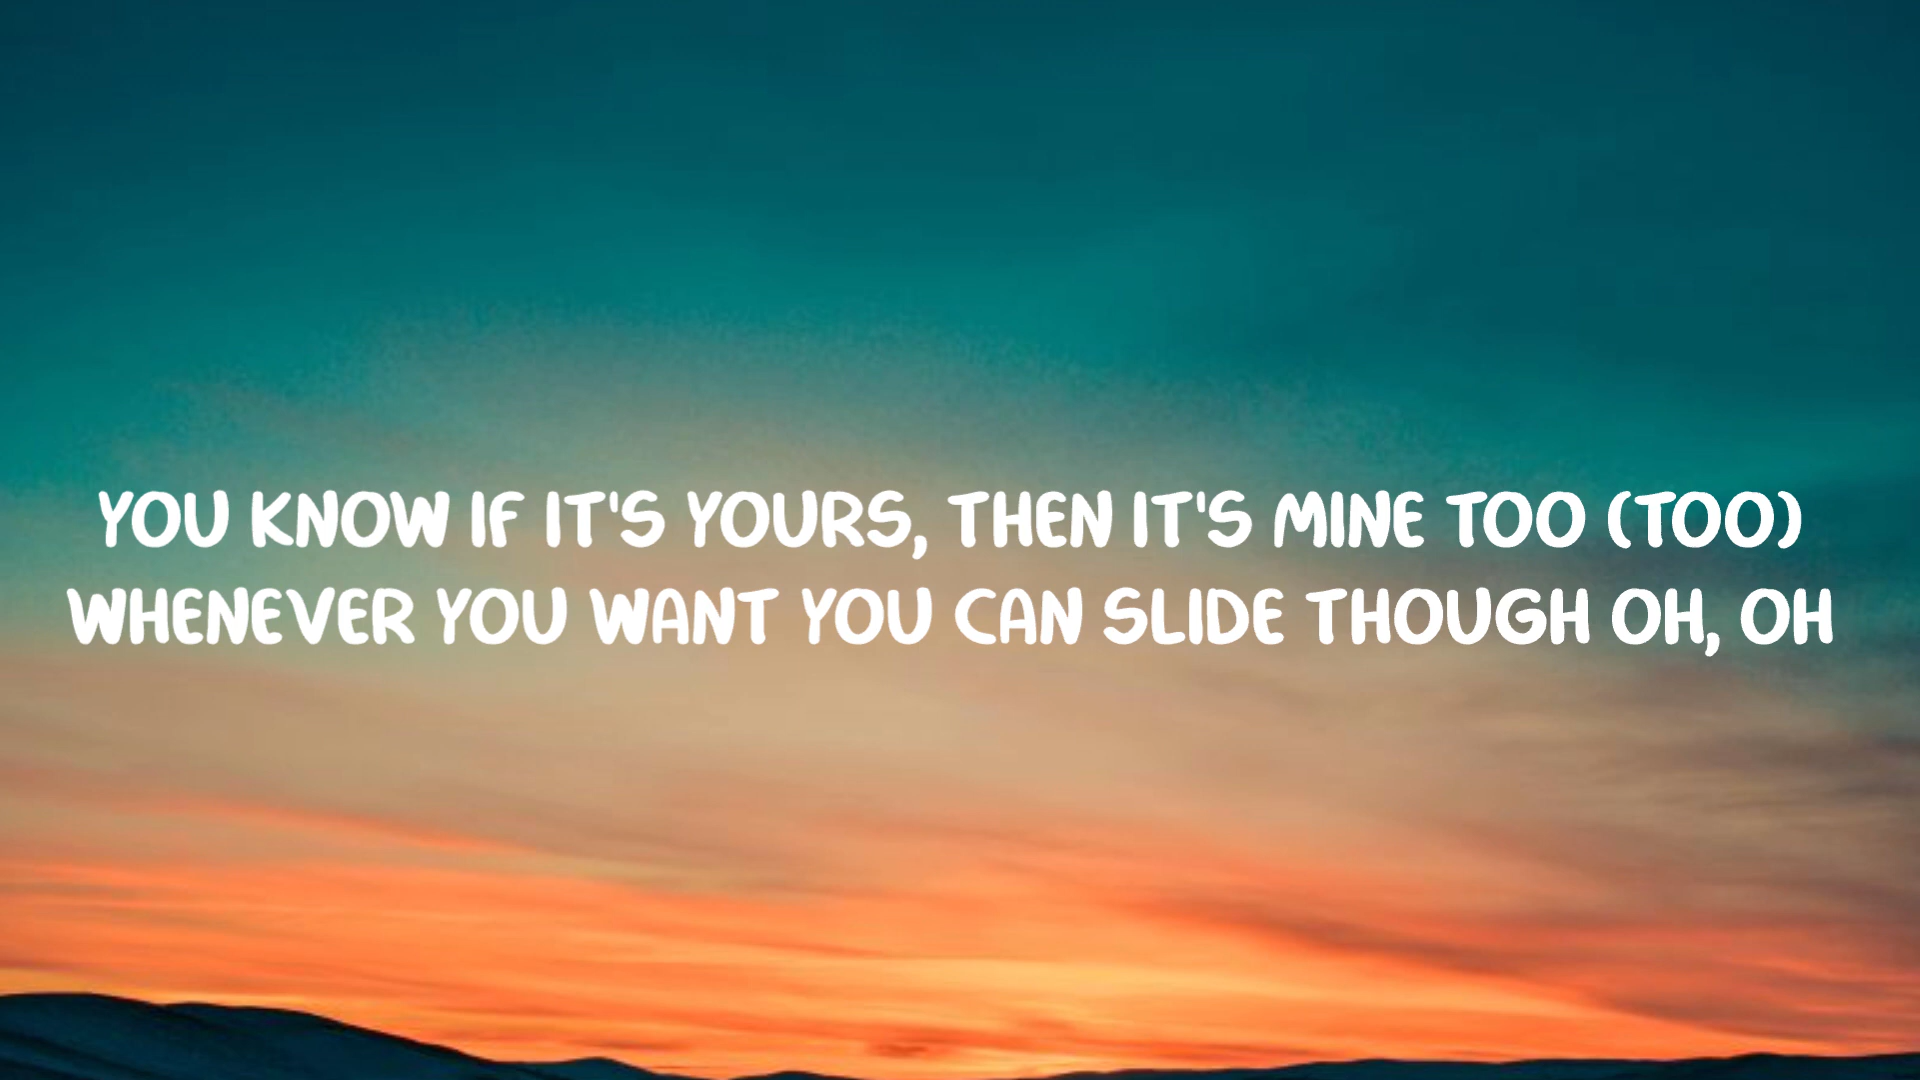 YOU KNOW IF IT'S YOURS, THEN IT'S MINE TOO (TOO)
WHENEVER YOU WANT YOU CAN SLIDE THOUGH OH, OH